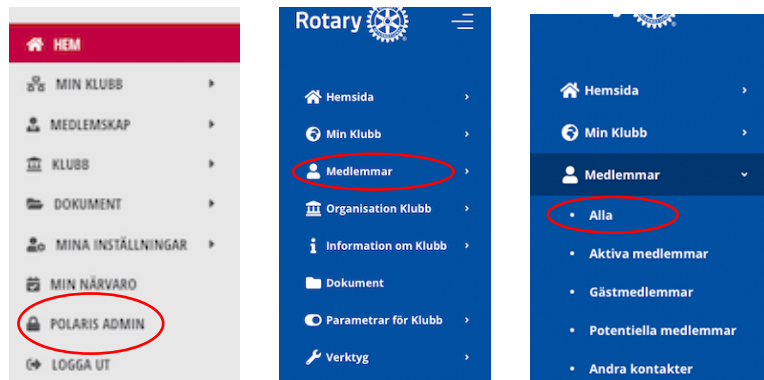 HEM
MIN KLUBB
MEDLEMSKAP
KLUBB
DOKUMENT
MINA INSTÄLLNINGAR
MIN NÄRVARO
POLARIS ADMIN
LOGGA UT
Rotary
Hemsida
Min Klubb
Medlemmar
Organisation Klubb
Information om Klubb
Dokument
Parametrar för Klubb
Verktyg
Hemsida
Min Klubb
Medlemmar
Alla
Aktiva medlemmar
Gästmedlemmar
Potentiella medlemmar
Andra kontakter